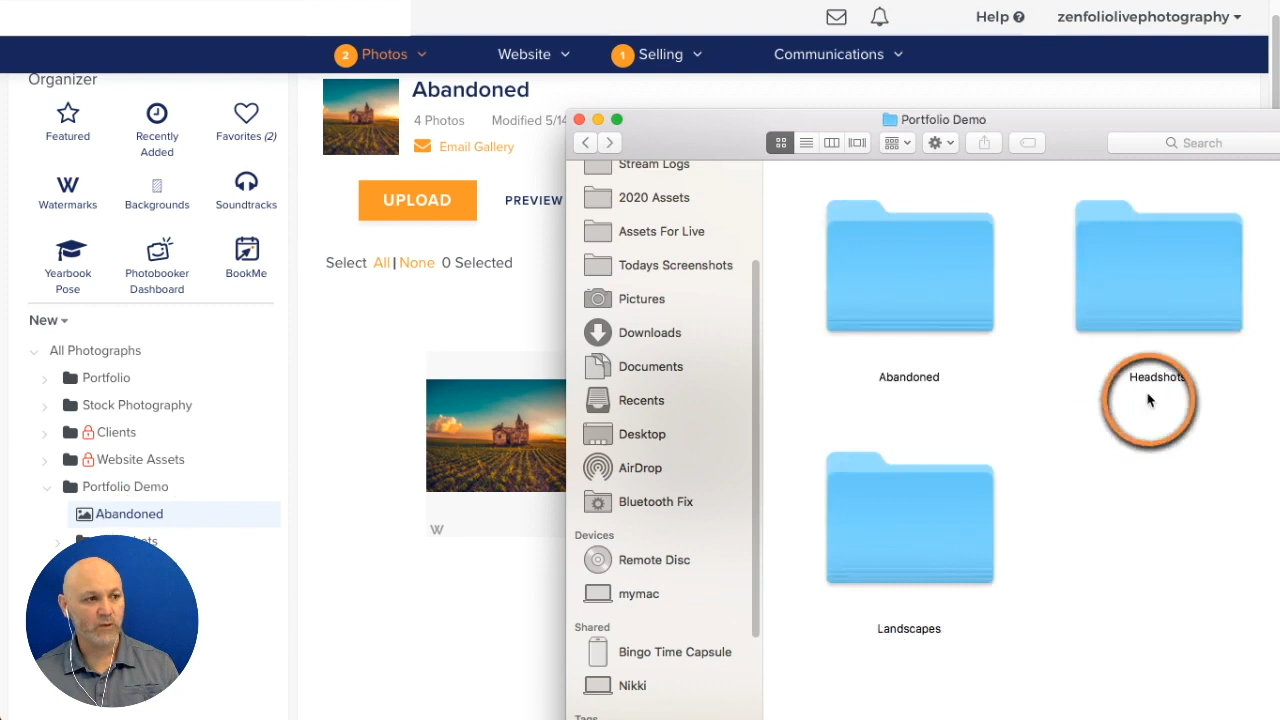 Help ?
zenfoliolivephotography
2 Photos
Website
1 Selling
Communications
Organizer
Featured
Recently Added
Favorites (2)
Watermarks
Backgrounds
Soundtracks
Yearbook Pose
Photobooker Dashboard
BookMe
New
All Photographs
Portfolio
Stock Photography
Clients
Website Assets
Portfolio Demo
Abandoned
Abandoned
4 Photos Modified 5/14
Email Gallery
UPLOAD
PREVIEW
Select All | None 0 Selected
W
Portfolio Demo
Search
Stream Logs
2020 Assets
Assets For Live
Todays Screenshots
Pictures
Downloads
Documents
Recents
Desktop
AirDrop
Bluetooth Fix
Devices
Remote Disc
mymac
Shared
Bingo Time Capsule
Nikki
Tags
Abandoned
Headshots
Landscapes